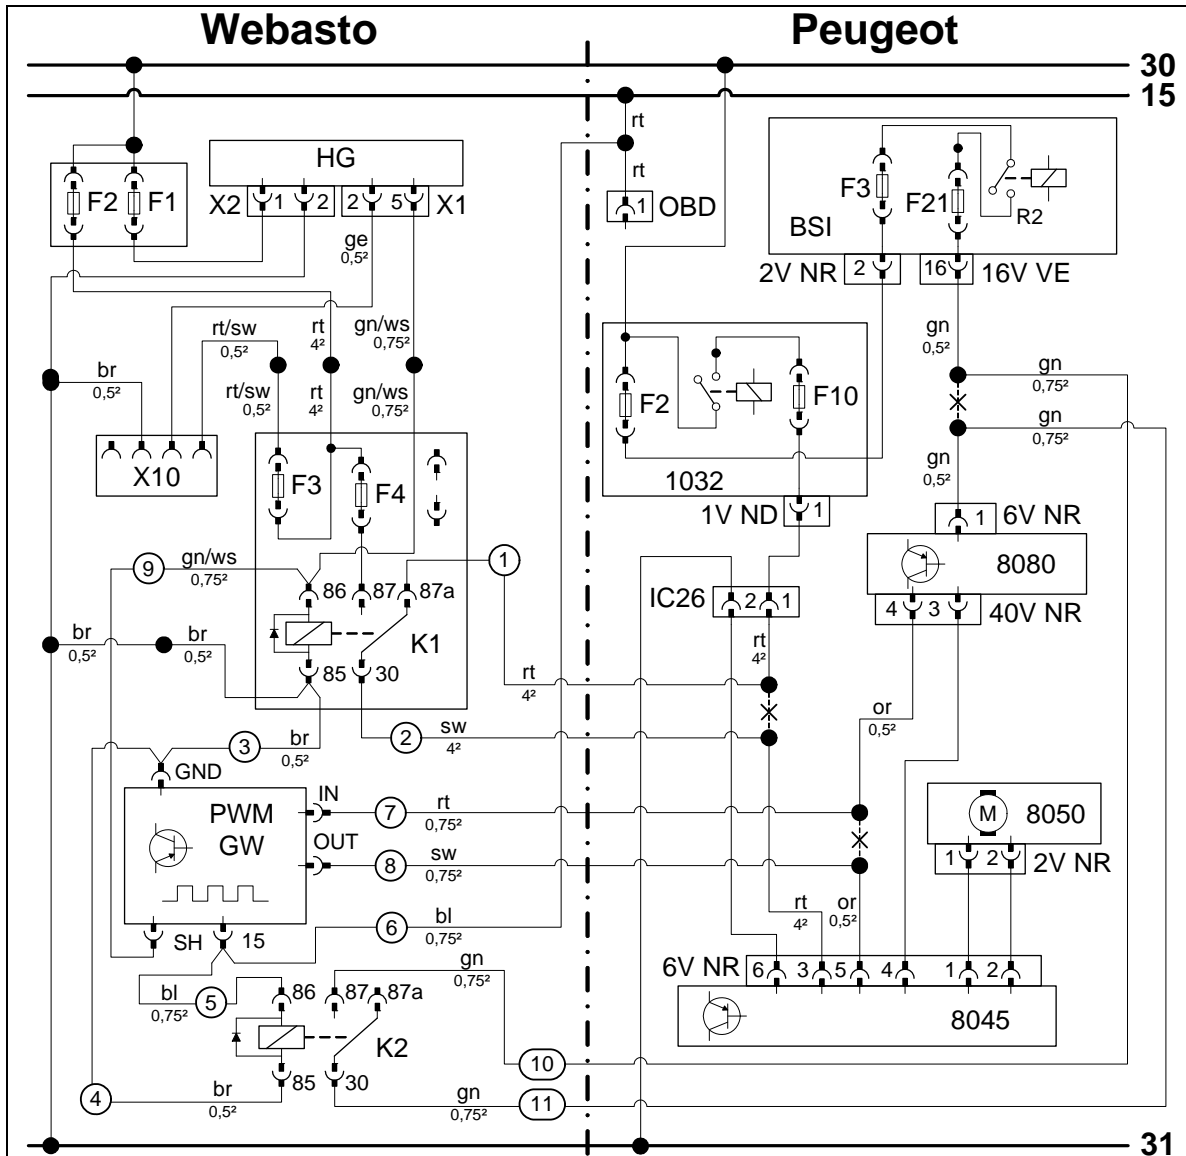 Webasto Peugeot
30
15
rt
HG
rt
F2 F1 X2 1 2 2 5 X1
1 OBD
F3 F21 R2
BSI
ge
0,5²
2V NR 2 16 16V VE
rt/sw
0,5²
rt
4²
gn/ws
0,75²
gn
0,5²
br
0,5²
rt/sw
0,5²
rt
4²
gn/ws
0,75²
gn
0,75²
gn
0,75²
F2 F10
X10 F3 F4
1032
gn
0,5²
1V ND 1
1 6V NR
9 gn/ws
0,75²
1
86 87 87a
8080
IC26 2 1
4 3 40V NR
br
0,5²
br
0,5²
K1
rt
4²
85 30
rt
4²
or
0,5²
3 br
0,5²
2 sw
4²
GND
IN
PWM
GW
7 rt
0,75²
M 8050
OUT
8 sw
0,75²
1 2 2V NR
rt
4²
or
0,5²
6 bl
0,75²
SH 15
gn
0,75²
6V NR 6 3 5 4 1 2
bl
0,75²
5
86 87 87a
8045
K2
10
85 30
4 br
0,5²
gn
0,75²
11
31